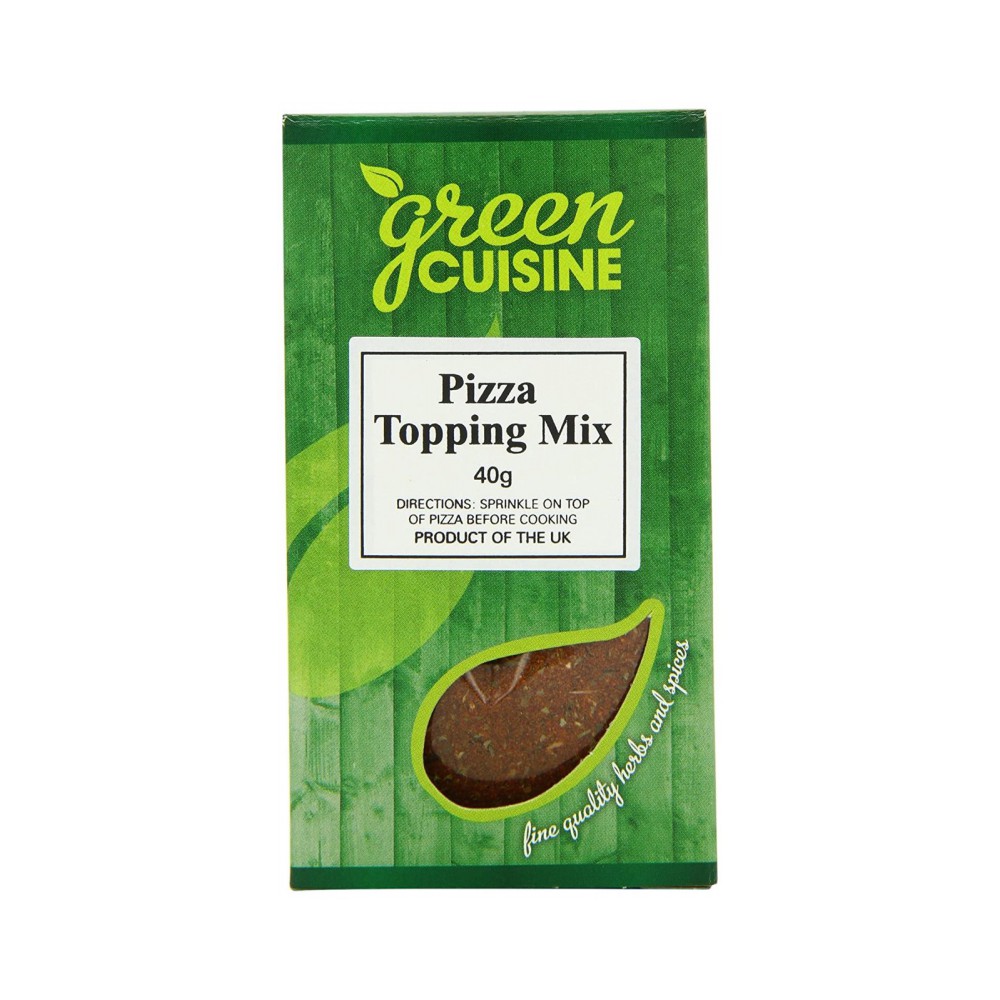 green
CUISINE
Pizza
Topping Mix
40g
DIRECTIONS: SPRINKLE ON TOP
OF PIZZA BEFORE COOKING
PRODUCT OF THE UK
fine quality herbs and spices